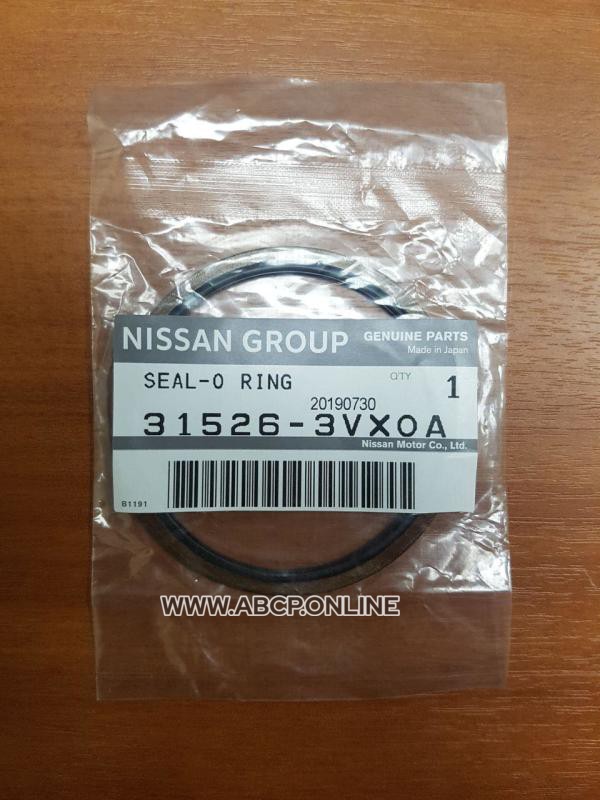 NISSAN GROUP GENUINE PARTS
Made in Japan
SEAL-O RING Q'TY 1
20190730
31526-3VX0A
Nissan Motor Co., Ltd.
B1191
WWW.ABCP.ONLINE